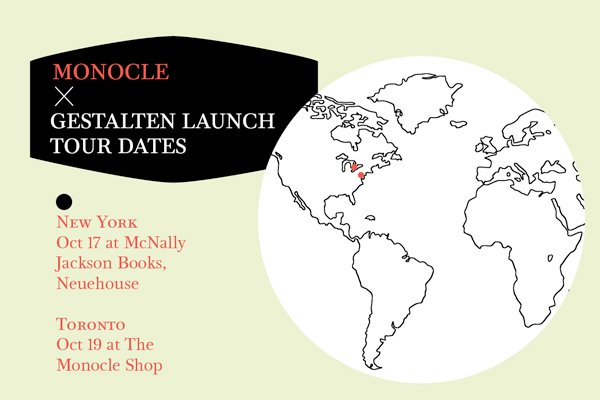 MONOCLE
X
GESTALTEN LAUNCH
TOUR DATES
New York
Oct 17 at McNally
Jackson Books,
Neuehouse
Toronto
Oct 19 at The
Monocle Shop